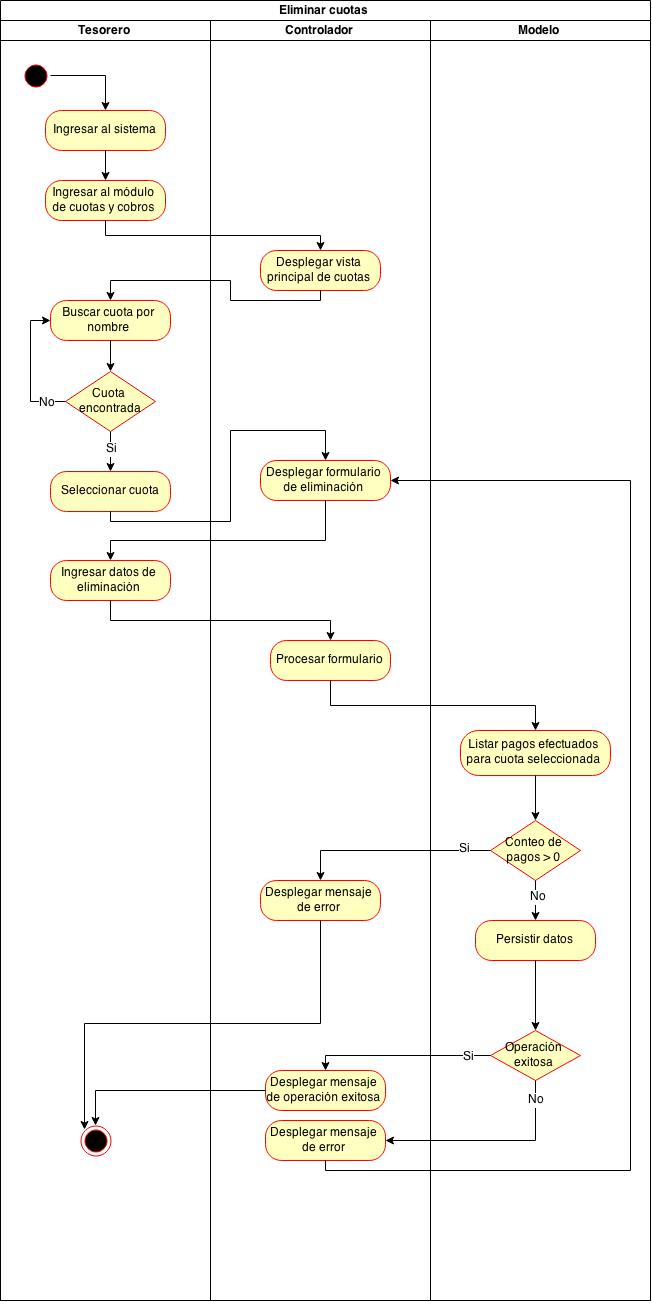 Eliminar cuotas
Tesorero
Controlador
Modelo
Ingresar al sistema
Ingresar al módulo
de cuotas y cobros
Desplegar vista
principal de cuotas
Buscar cuota por
nombre
Cuota
encontrada
No
Si
Seleccionar cuota
Desplegar formulario
de eliminación
Ingresar datos de
eliminación
Procesar formulario
Listar pagos efectuados
para cuota seleccionada
Conteo de
pagos > 0
Si
No
Desplegar mensaje
de error
Persistir datos
Operación
exitosa
Si
No
Desplegar mensaje
de operación exitosa
Desplegar mensaje
de error